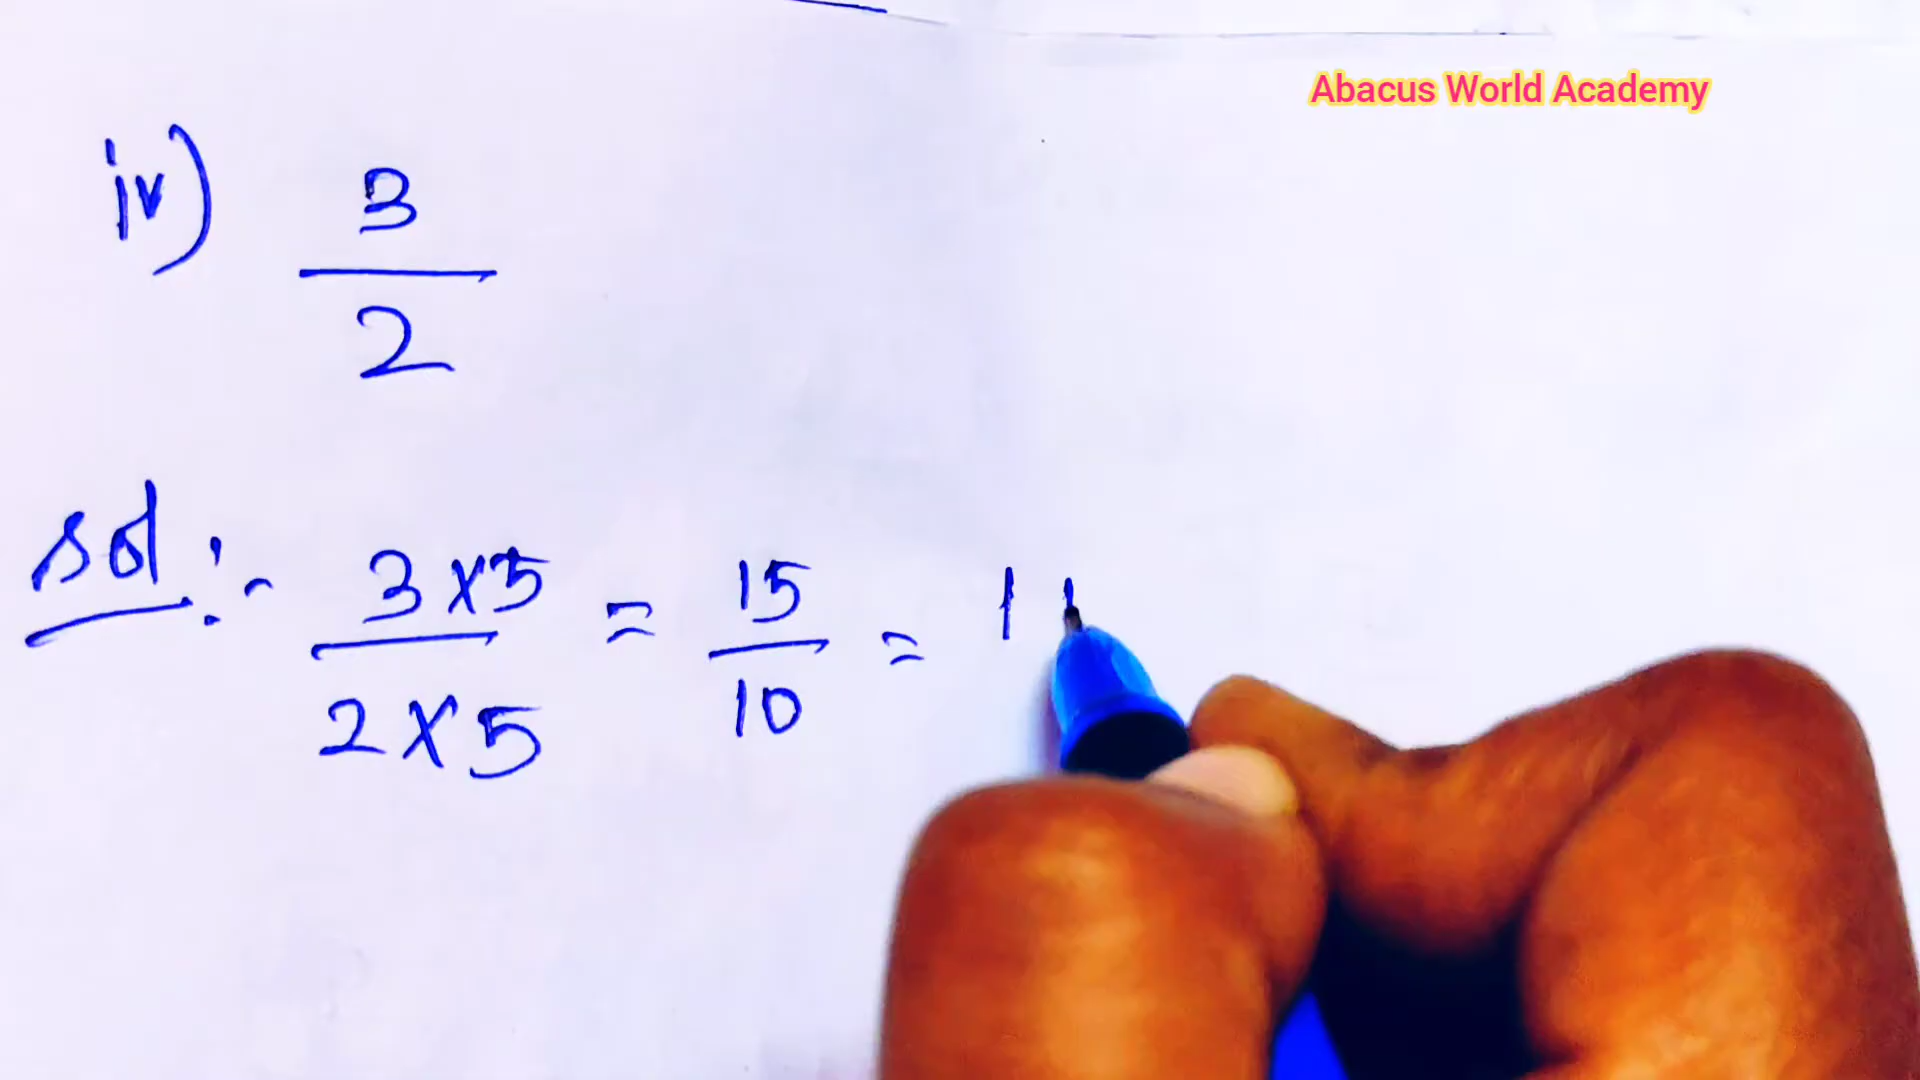 Abacus World Academy
iv) 3/2
sol :- 3×5/2×5 = 15/10 = 1